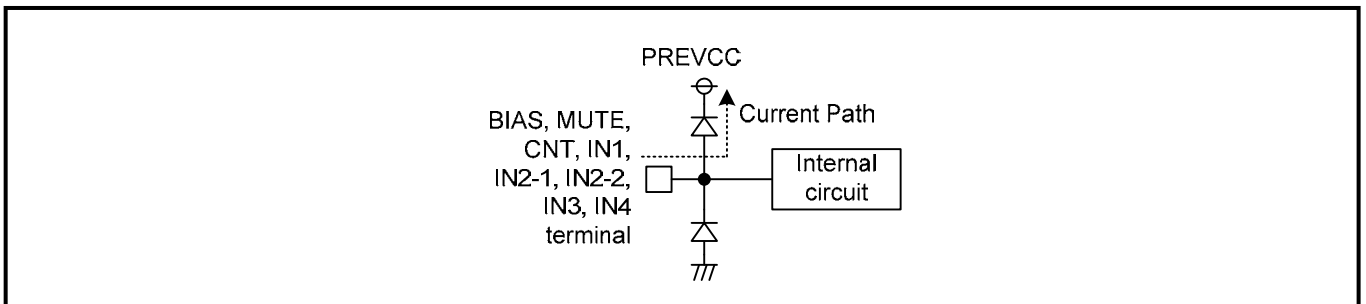 PREVCC
BIAS, MUTE,
CNT, IN1,
IN2-1, IN2-2,
IN3, IN4
terminal
Current Path
Internal
circuit